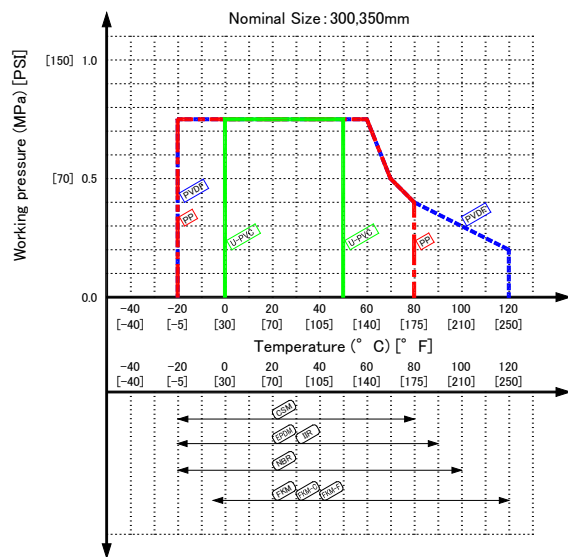 Nominal Size : 300,350mm
Working pressure (MPa) [PSI]
[150] 1.0
[70] 0.5
0.0
PVDF
PP
U-PVC
U-PVC
PP
PVDF
-40 -20 0 20 40 60 80 100 120
[-40] [-5] [30] [70] [105] [140] [175] [210] [250]
Temperature (° C) [° F]
-40 -20 0 20 40 60 80 100 120
[-40] [-5] [30] [70] [105] [140] [175] [210] [250]
CSM
EPDM IIR
NBR
FKM FKM-C FKM-F